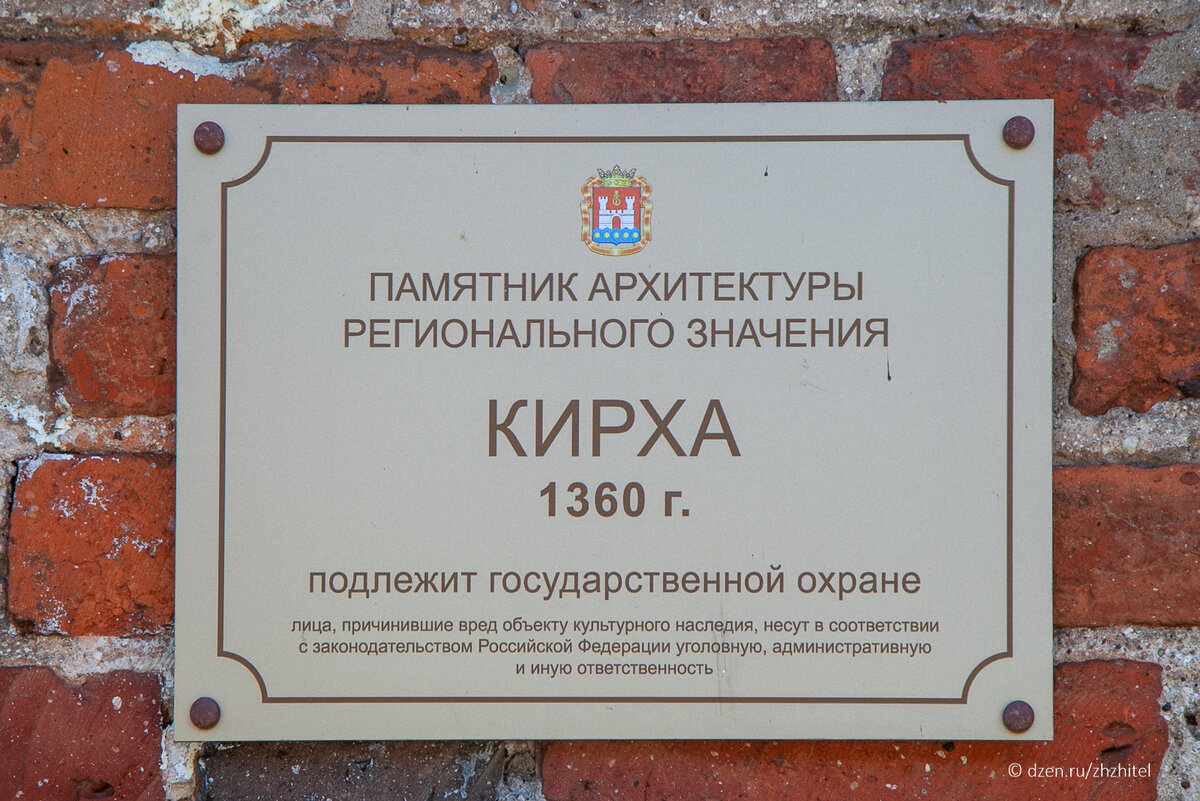 ПАМЯТНИК АРХИТЕКТУРЫ
РЕГИОНАЛЬНОГО ЗНАЧЕНИЯ
КИРХА
1360 г.
подлежит государственной охране
лица, причинившие вред объекту культурного наследия, несут в соответствии
с законодательством Российской Федерации уголовную, административную
и иную ответственность
© dzen.ru/zhzhitel